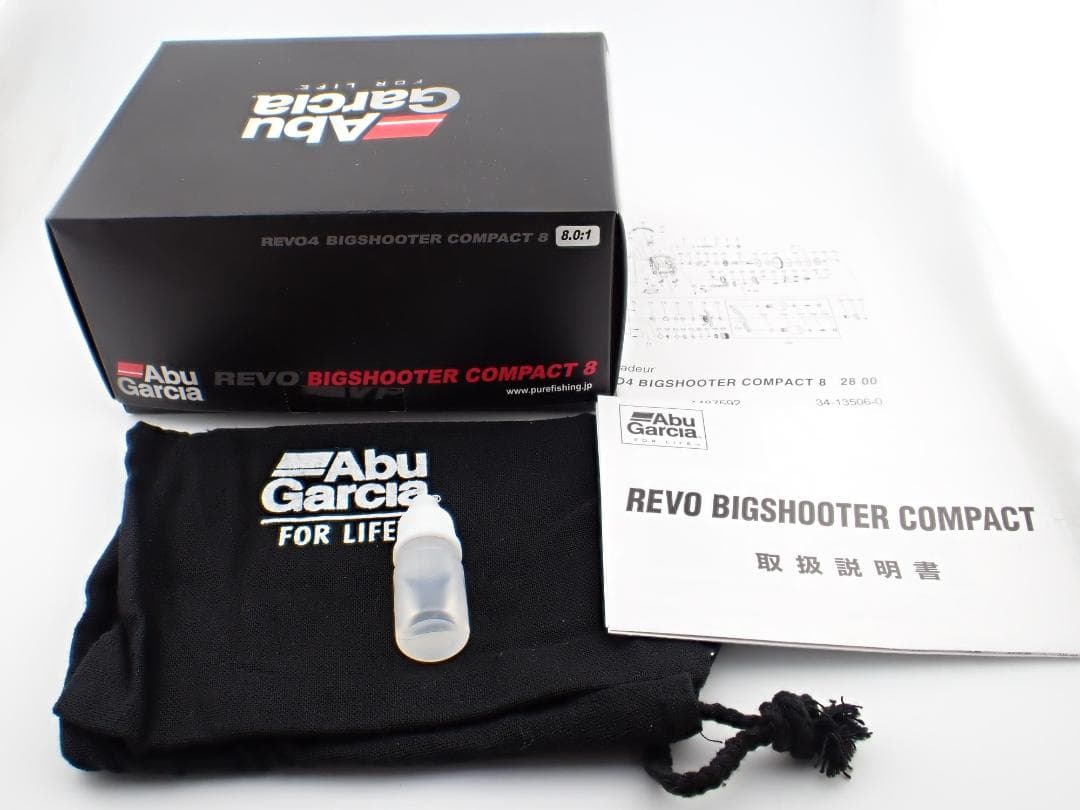 Abu
Garcia
FOR LIFE
REVO4 BIGSHOOTER COMPACT 8 8.0:1
Abu
Garcia
REVO BIGSHOOTER COMPACT 8
www.purefishing.jp
adeur
O4 BIGSHOOTER COMPACT 8 28 00
34-13506-0
Abu
Garcia
FOR LIFE
REVO BIGSHOOTER COMPACT
取扱説明書
Abu
Garcia
FOR LIFE